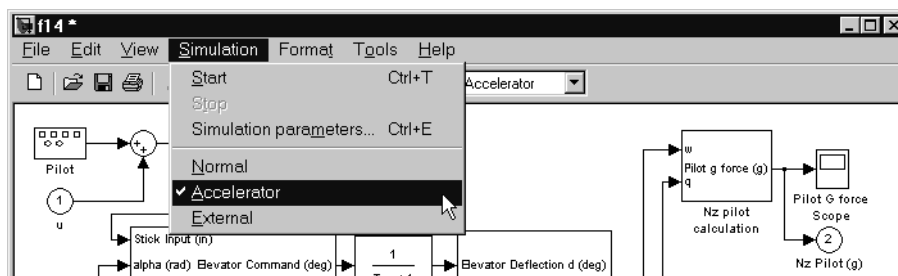 f14 *
File Edit View Simulation Format Tools Help
Start Ctrl+T
Accelerator
Stop
Simulation parameters... Ctrl+E
Normal
Accelerator
External
Pilot
1
u
Stick Input (in)
alpha (rad) Elevator Command (deg)
1
Elevator Deflection d (deg)
w
Pilot g force (g)
q
Nz pilot
calculation
Pilot G force
Scope
2
Nz Pilot (g)